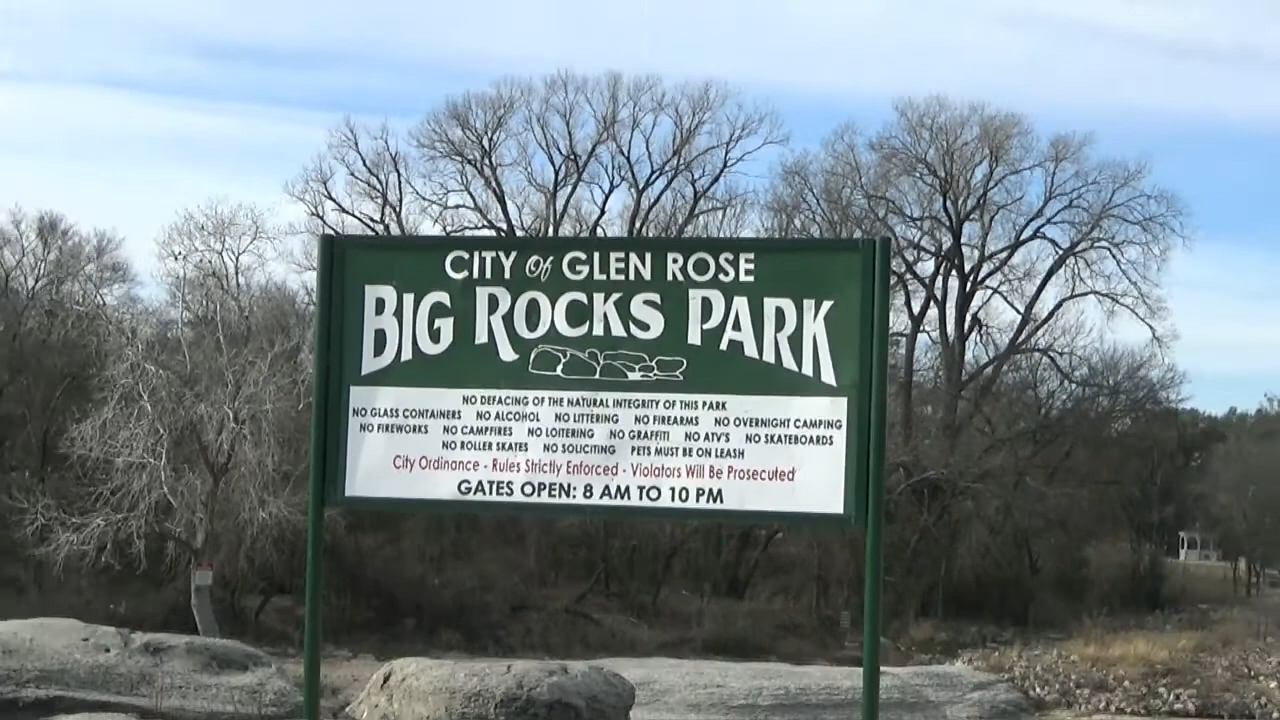 CITY Of GLEN ROSE
BIG ROCKS PARK
NO DEFACING OF THE NATURAL INTEGRITY OF THIS PARK
NO GLASS CONTAINERS NO ALCOHOL NO LITTERING NO FIREARMS NO OVERNIGHT CAMPING
NO FIREWORKS NO CAMPFIRES NO LOITERING NO GRAFFITI NO ATV'S NO SKATEBOARDS
NO ROLLER SKATES NO SOLICITING PETS MUST BE ON LEASH
City Ordinance - Rules Strictly Enforced - Violators Will Be Prosecuted
GATES OPEN: 8 AM TO 10 PM